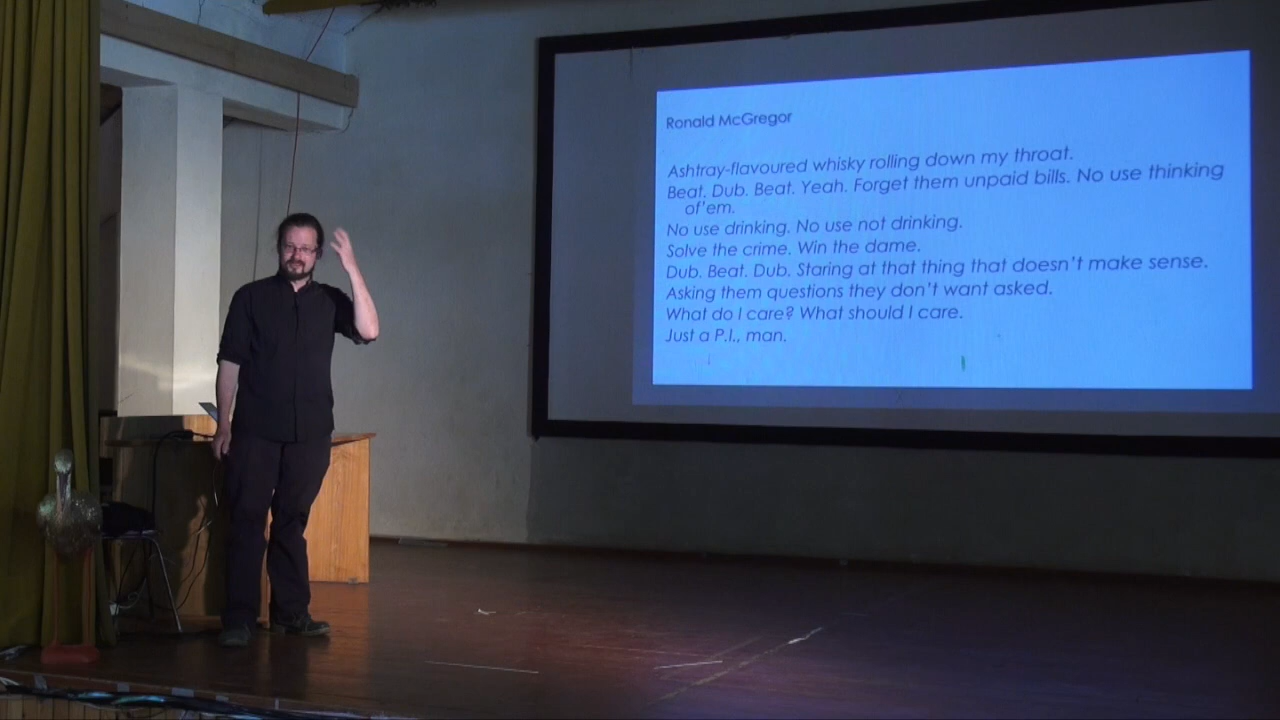 Ronald McGregor
Ashtray-flavoured whisky rolling down my throat.
Beat. Dub. Beat. Yeah. Forget them unpaid bills. No use thinking
of'em.
No use drinking. No use not drinking.
Solve the crime. Win the dame.
Dub. Beat. Dub. Staring at that thing that doesn't make sense.
Asking them questions they don't want asked.
What do I care? What should I care.
Just a P.I., man.